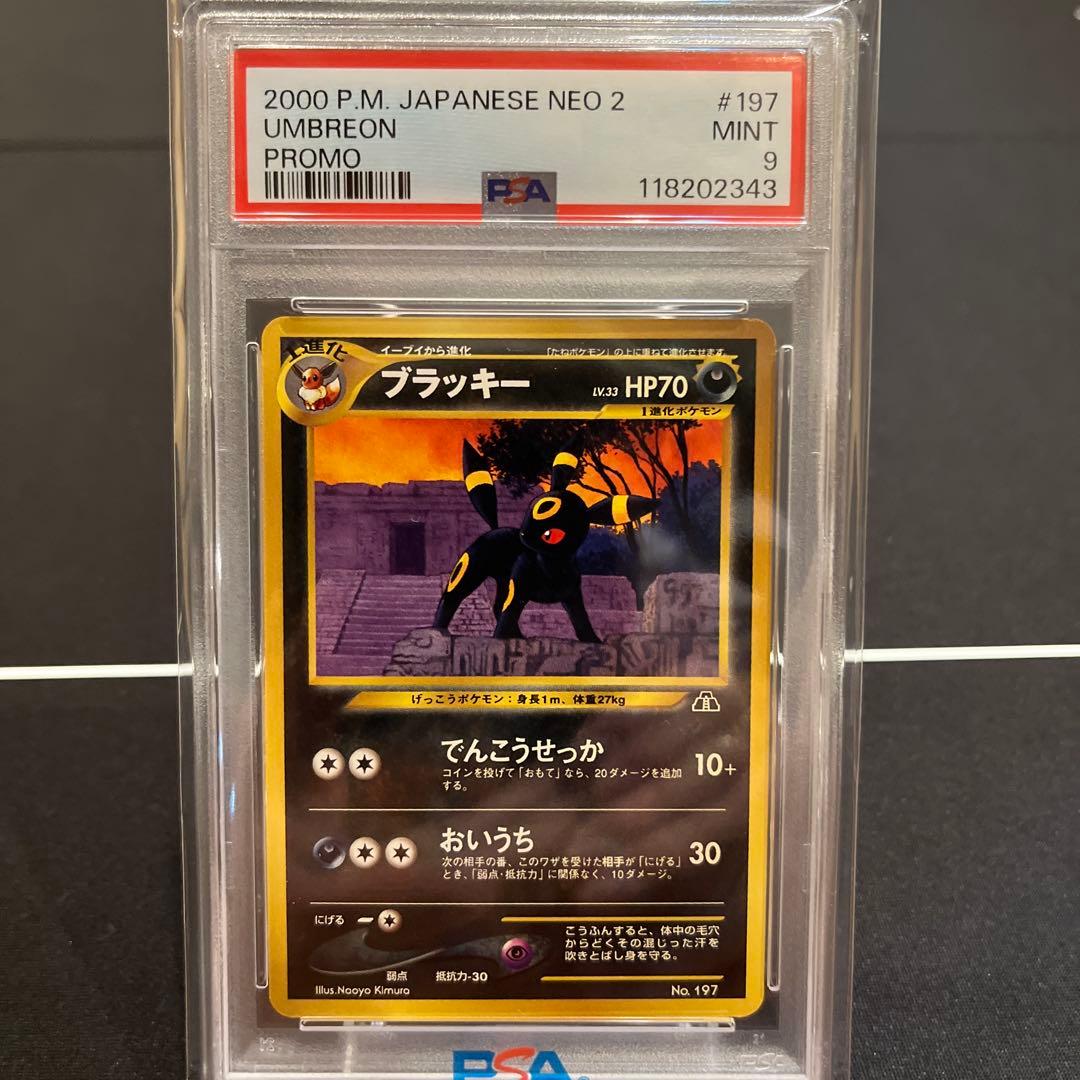 2000 P.M. JAPANESE NEO 2 #197
UMBREON MINT
PROMO 9
PSA 118202343
1進化
イーブイから進化 「たねポケモン」の上に重ねて進化させます。
ブラッキー LV.33 HP70
1進化ポケモン
げっこうポケモン：身長1m、体重27kg
でんこうせっか 10+
コインを投げて「おもて」なら、20ダメージを追加
する。
おいうち 30
次の相手の番、このワザを受けた相手が「にげる」
とき、「弱点・抵抗力」に関係なく、10ダメージ。
にげる
こうふんすると、体中の毛穴
からどくその混じった汗を
吹きとばし身を守る。
弱点 抵抗力-30
Illus.Naoyo Kimura No. 197
PSA